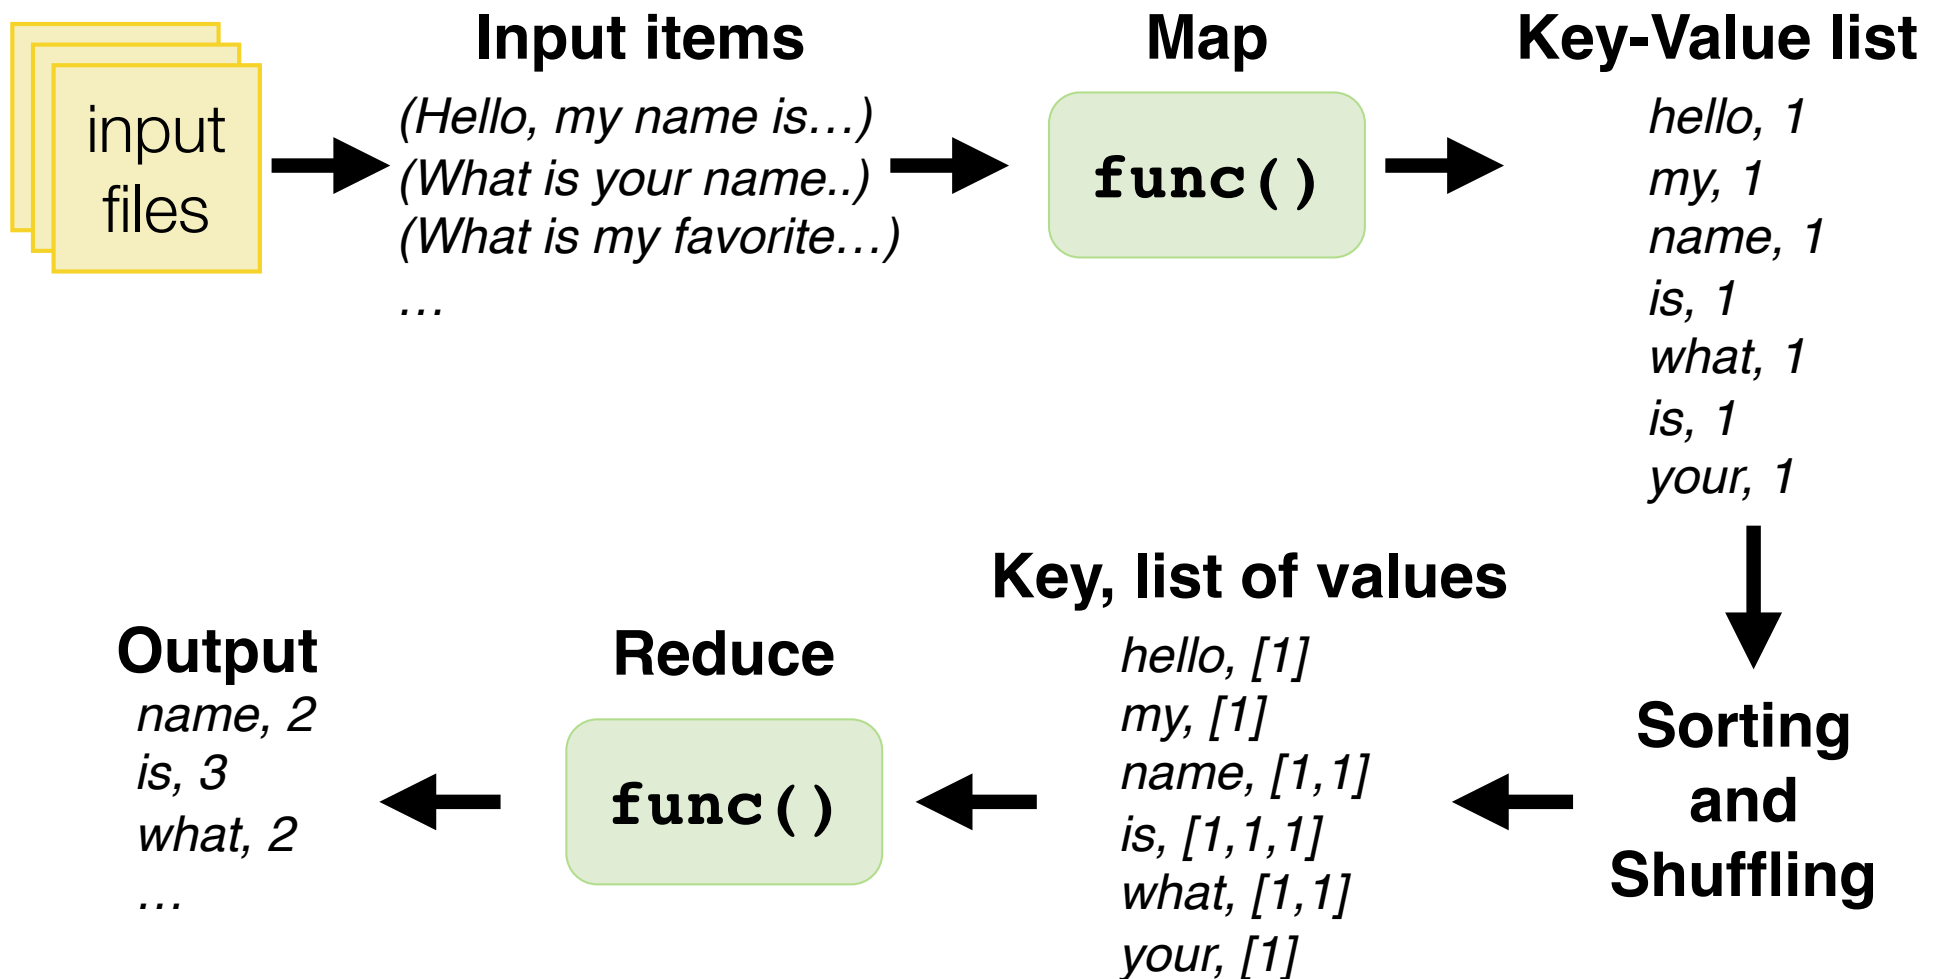 input
files
Input items
(Hello, my name is…)
(What is your name..)
(What is my favorite…)
…
Map
func()
Key-Value list
hello, 1
my, 1
name, 1
is, 1
what, 1
is, 1
your, 1
Sorting
and
Shuffling
Key, list of values
hello, [1]
my, [1]
name, [1,1]
is, [1,1,1]
what, [1,1]
your, [1]
Reduce
func()
Output
name, 2
is, 3
what, 2
…